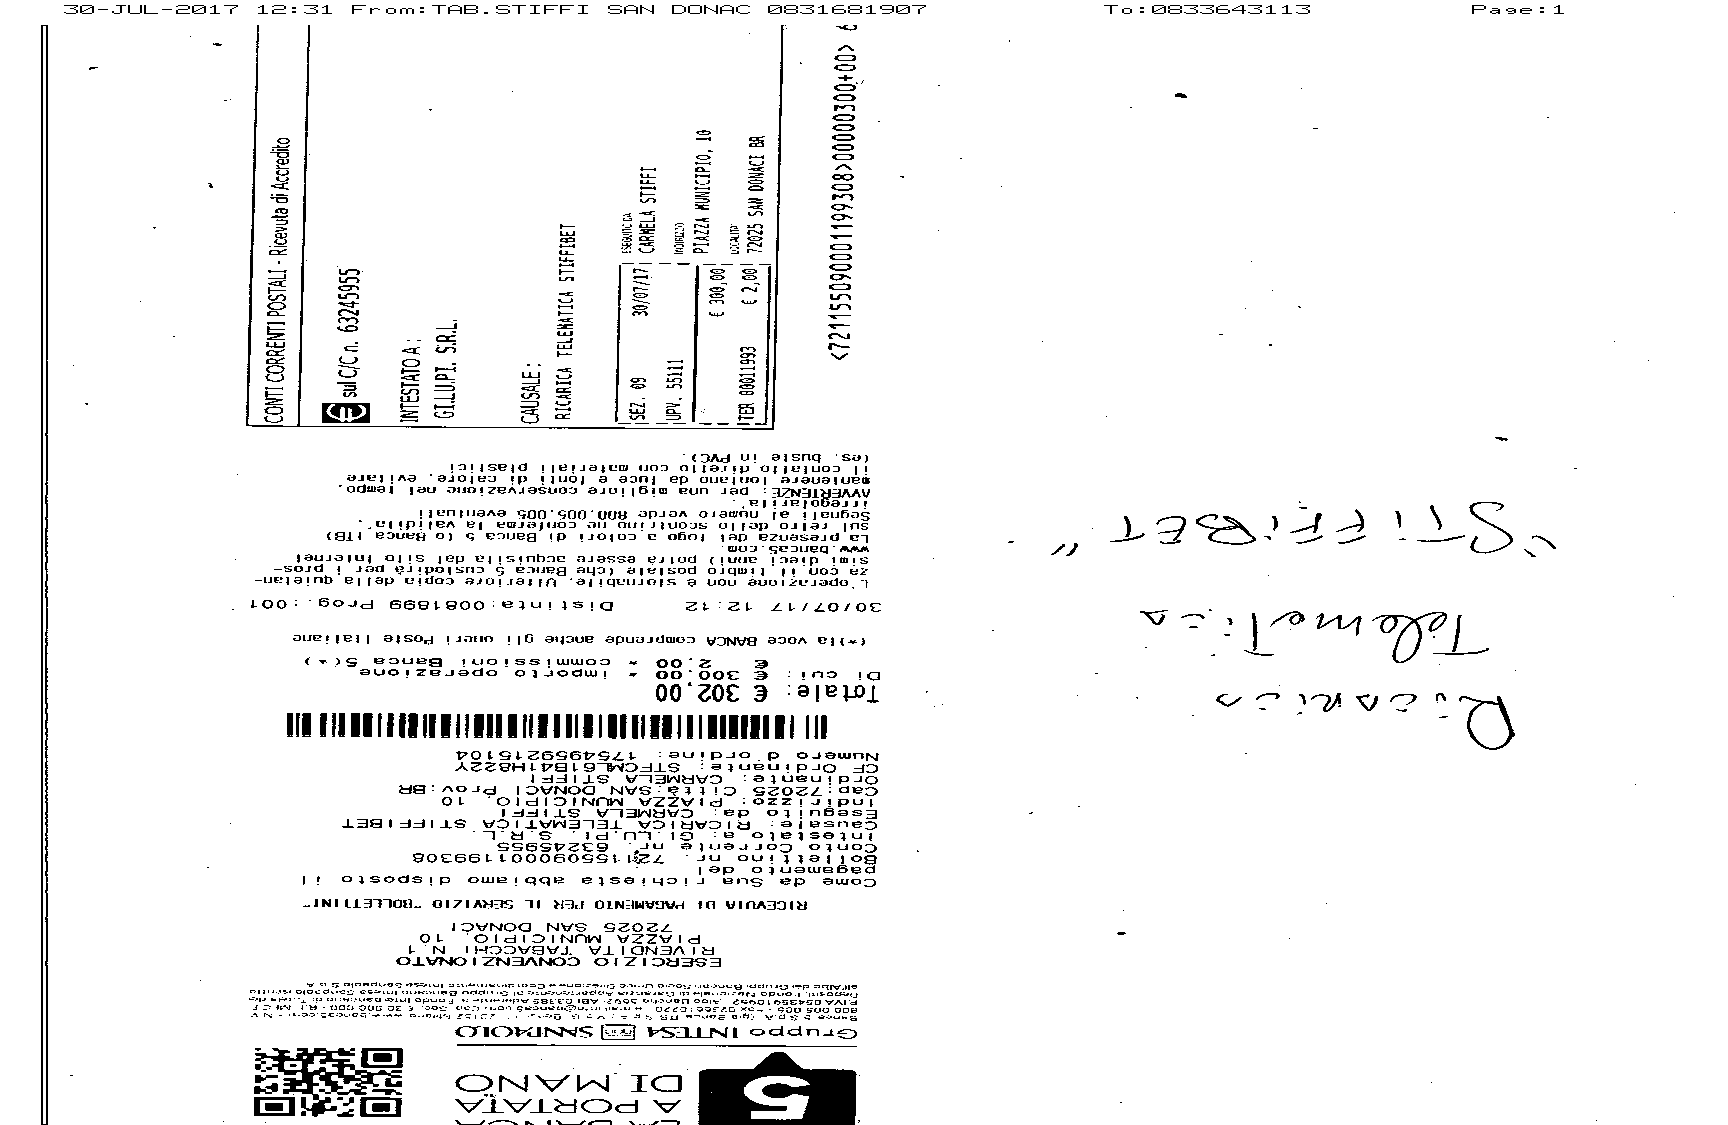 30-JUL-2017 12:31 From:TAB.STIFFI SAN DONAC 0831681907 To:0833643113 Page:1
LA BANCA
A PORTATA
DI MANO
5
Gruppo INTESA SANPAOLO
ESERCIZIO CONVENZIONATO
RIVENDITA TABACCHI N.1
PIAZZA MUNICIPIO, 10
72025 SAN DONACI
RICEVUTA DI PAGAMENTO PER IL SERVIZIO "BOLLETTINI"
Come da Sua richiesta abbiamo disposto il
pagamento del
Bollettino nr. 721155090001199308
Conto Corrente nr. 63245955
Intestato a: GI.LU.PI. S.R.L.
Causale: RICARICA TELEMATICA STIFFIBET
Eseguito da: CARMELA STIFFI
Indirizzo: PIAZZA MUNICIPIO, 10
Cap:72025 Città:SAN DONACI Prov:BR
Ordinante: CARMELA STIFFI
CF Ordinante: STFCML61B41H822Y
Numero d'ordine: 1754959215104
Totale: € 302,00
Di cui: € 300,00 - importo operazione
€ 2,00 - commissioni Banca 5(*)
(*)la voce BANCA comprende anche gli oneri Poste Italiane
30/07/17 12:12 Distinta:0081899 Prog.:001
L'operazione non è stornabile. Ulteriore copia della quietan-
za con il timbro postale (che Banca 5 custodirà per i pros-
simi dieci anni) potrà essere acquisita dal sito Internet
www.banca5.com.
La presenza del logo a colori di Banca 5 (o Banca ITB)
sul retro dello scontrino ne conferma la validità.
Segnali al numero verde 800.005.005 eventuali
irregolarità.
AVVERTENZE: per una migliore conservazione nel tempo,
mantenere lontano da luce e fonti di calore, evitare
il contatto diretto con materiali plastici
(es. buste in PVC).
CONTI CORRENTI POSTALI - Ricevuta di Accredito
sul C/C n. 63245955
INTESTATO A :
GI.LU.PI. S.R.L.
CAUSALE :
RICARICA TELEMATICA STIFFIBET
SEZ. 09 30/07/17
UPV. 55111
€ 300,00
TER 80011993 € 2,00
ESEGUITO DA
CARMELA STIFFI
INDIRIZZO
PIAZZA MUNICIPIO, 10
LOCALITA'
72025 SAN DONACI BR
<721155090001199308>00000300+00>
Ricarica
Telematica
"STiFFiBET"